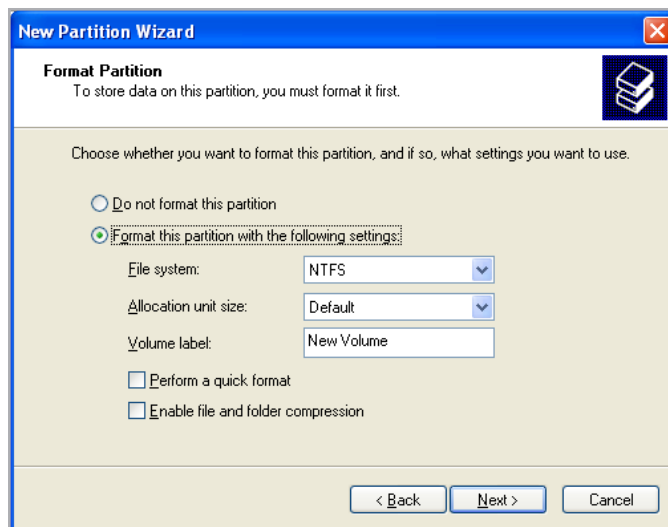 New Partition Wizard
Format Partition
To store data on this partition, you must format it first.
Choose whether you want to format this partition, and if so, what settings you want to use.
Do not format this partition
Format this partition with the following settings:
File system: NTFS
Allocation unit size: Default
Volume label: New Volume
Perform a quick format
Enable file and folder compression
< Back Next > Cancel